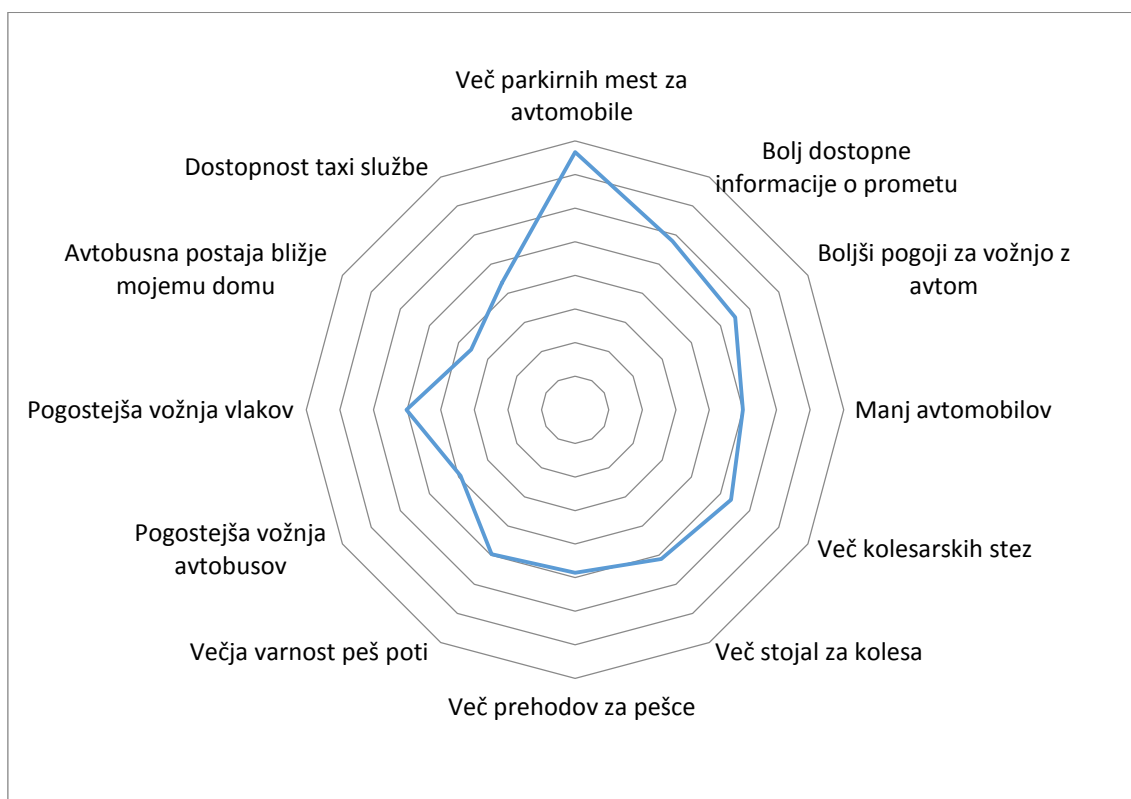 Več parkirnih mest za
avtomobile
Bolj dostopne
informacije o prometu
Boljši pogoji za vožnjo z
avtom
Manj avtomobilov
Več kolesarskih stez
Več stojal za kolesa
Več prehodov za pešce
Večja varnost peš poti
Pogostejša vožnja
avtobusov
Pogostejša vožnja vlakov
Avtobusna postaja bližje
mojemu domu
Dostopnost taxi službe